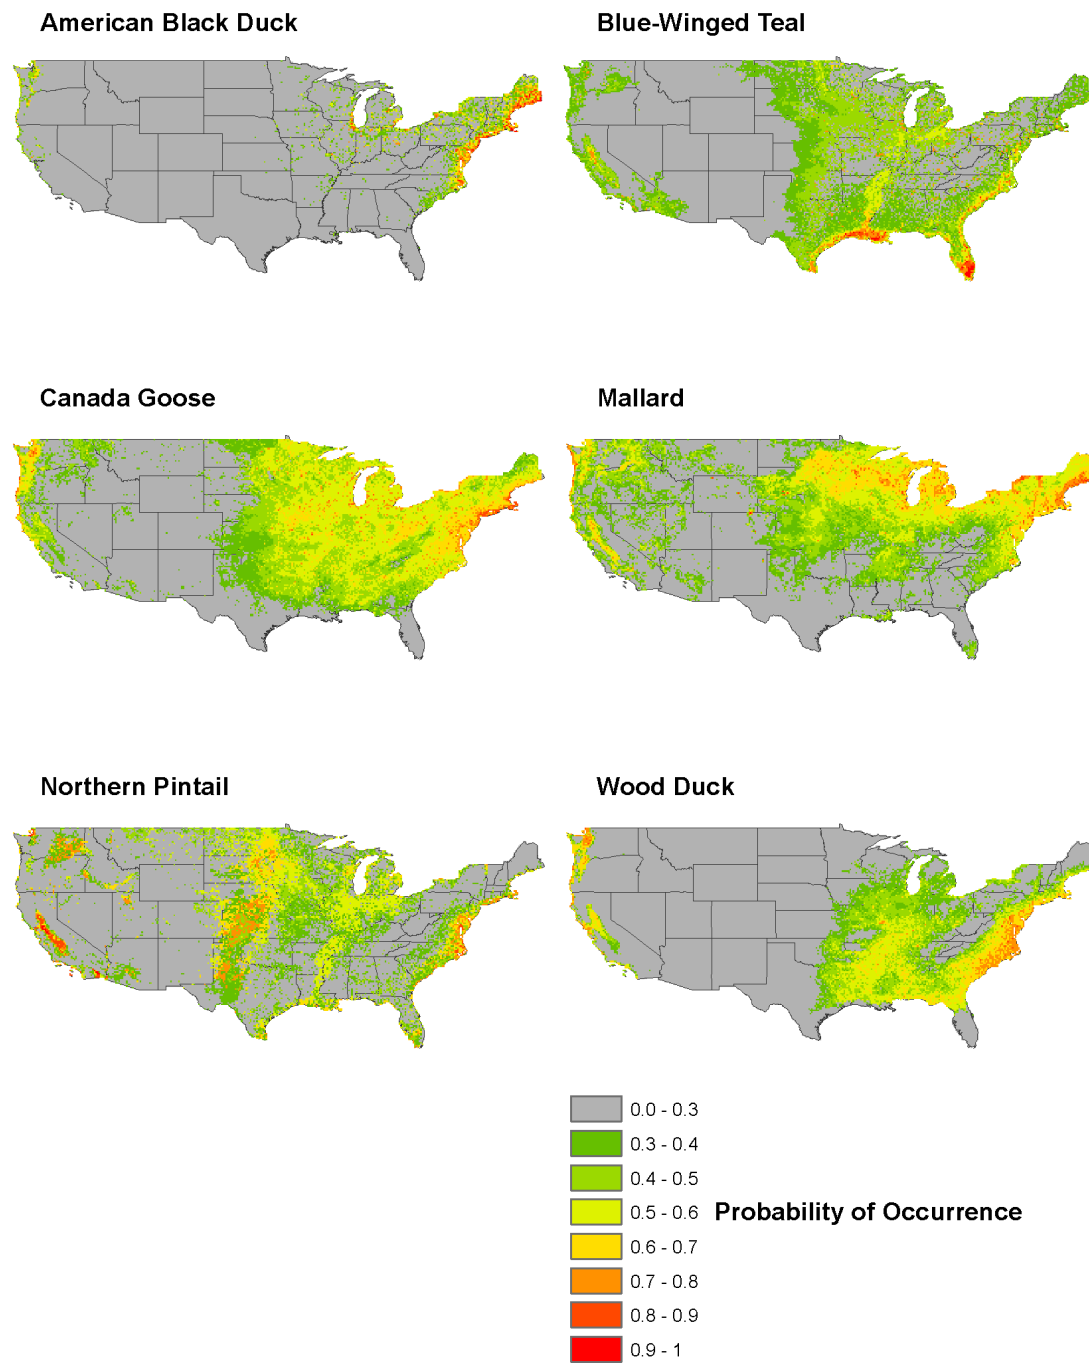 American Black Duck
Blue-Winged Teal
Canada Goose
Mallard
Northern Pintail
Wood Duck
0.0 - 0.3
0.3 - 0.4
0.4 - 0.5
0.5 - 0.6
Probability of Occurrence
0.6 - 0.7
0.7 - 0.8
0.8 - 0.9
0.9 - 1